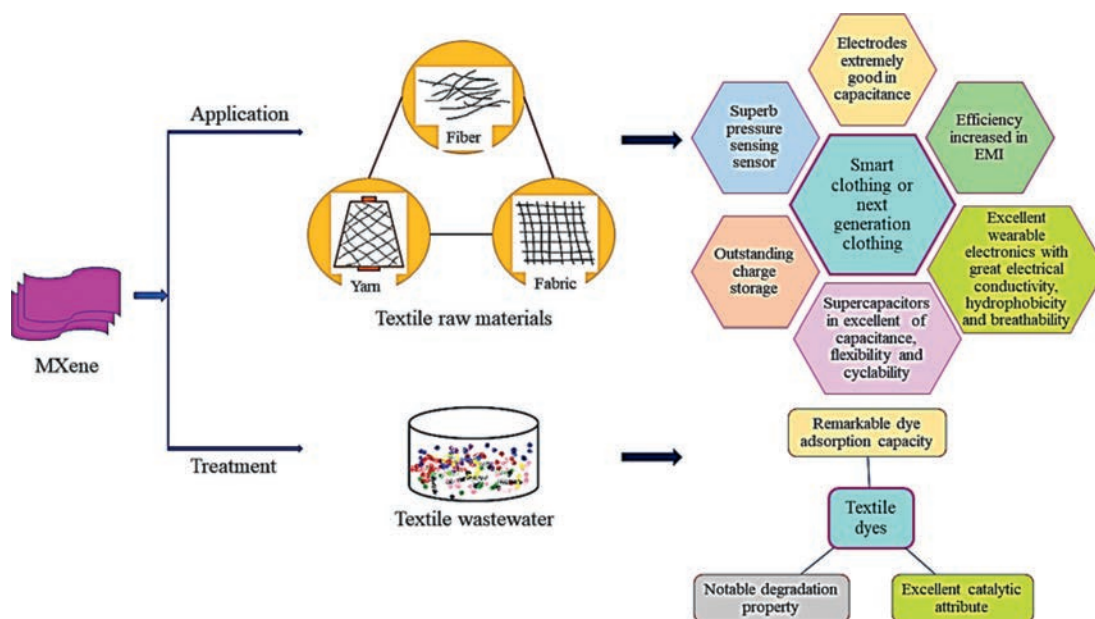 MXene
Application
Treatment
Fiber
Yarn
Fabric
Textile raw materials
Textile wastewater
Electrodes
extremely
good in
capacitance
Superb
pressure
sensing
sensor
Efficiency
increased in
EMI
Smart
clothing or
next
generation
clothing
Outstanding
charge
storage
Excellent
wearable
electronics with
great electrical
conductivity,
hydrophobicity
and breathability
Supercapacitors
in excellent of
capacitance,
flexibility and
cyclability
Remarkable dye
adsorption capacity
Textile
dyes
Notable degradation
property
Excellent catalytic
attribute